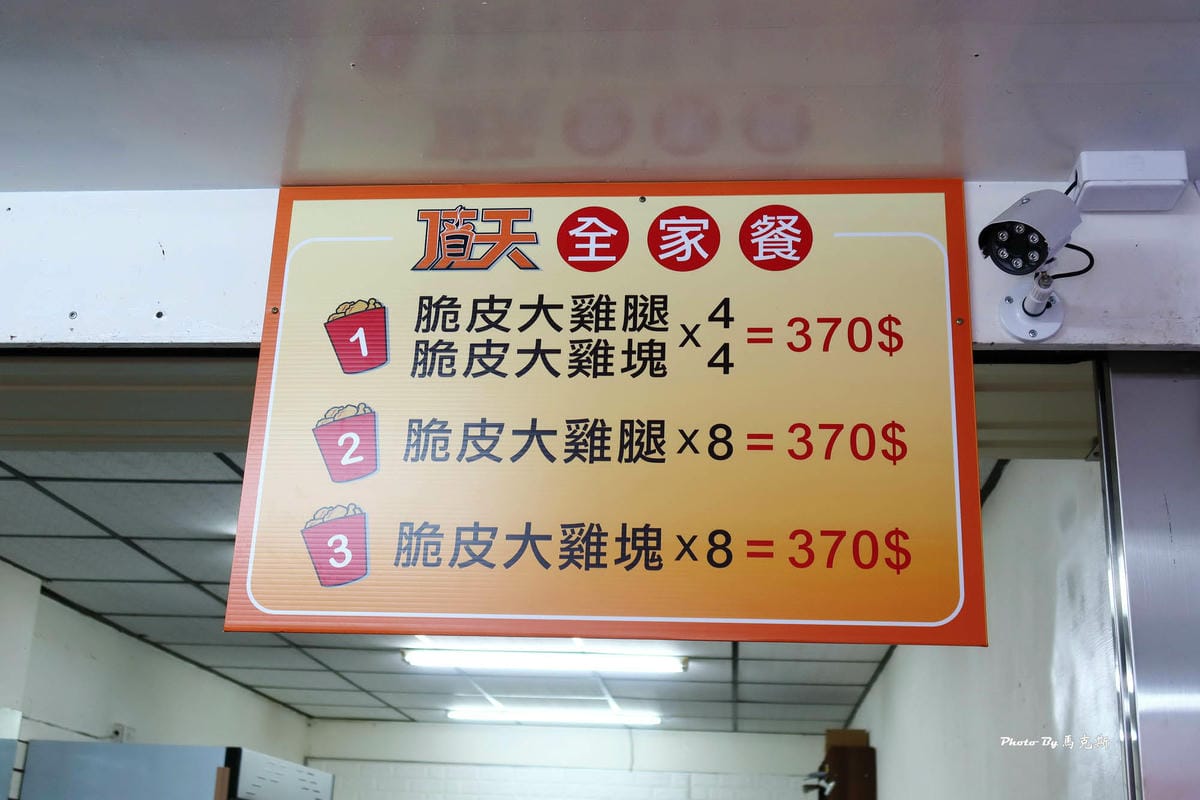 頂天 全家餐
1 脆皮大雞腿 x 4 = 370$
脆皮大雞塊 4
2 脆皮大雞腿 x 8 = 370$
3 脆皮大雞塊 x 8 = 370$
Photo By 馬克斯